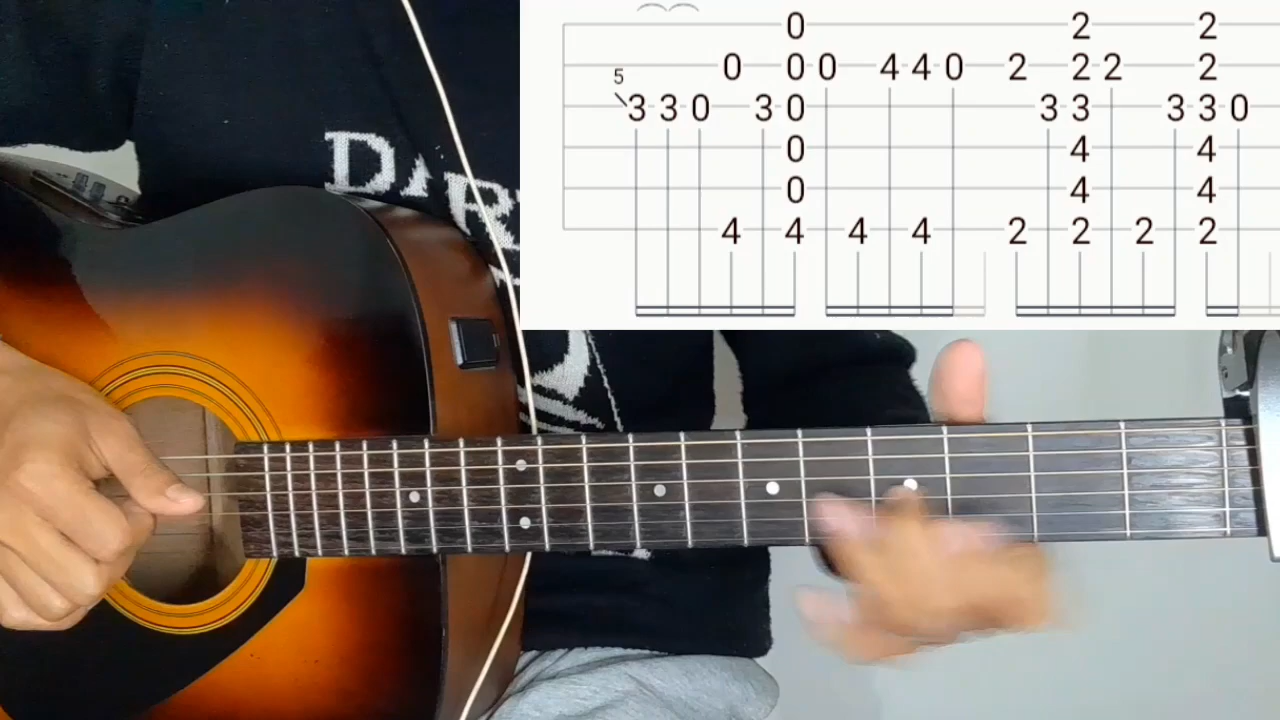 0 2 2
0 0 0 4 4 0 2 2 2 2
5
3 3 0 3 0 3 3 3 3 0
0 4 4
0 4 4
4 4 4 4 2 2 2 2